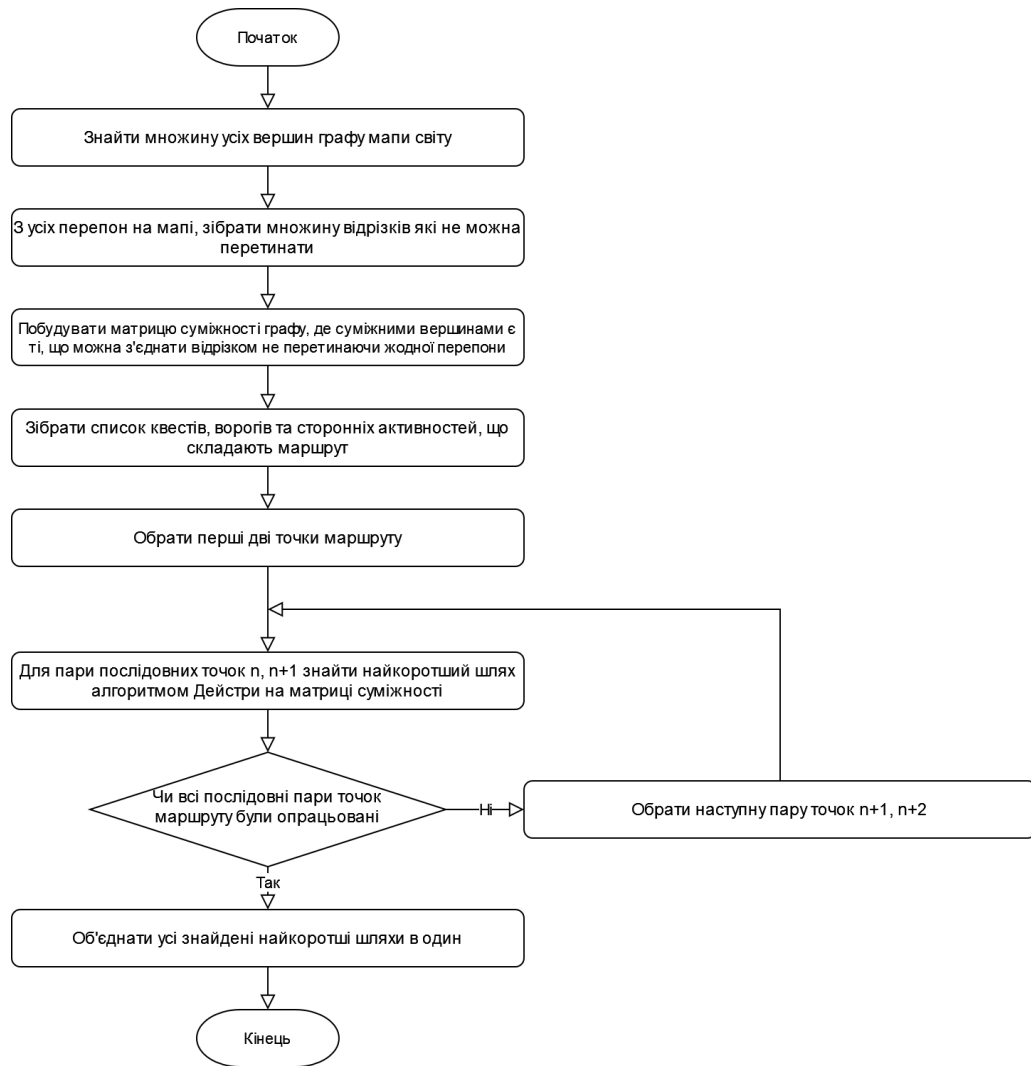 Початок
Знайти множину усіх вершин графу мапи світу
З усіх перепон на мапі, зібрати множину відрізків які не можна
перетинати
Побудувати матрицю суміжності графу, де суміжними вершинами є
ті, що можна з'єднати відрізком не перетинаючи жодної перепони
Зібрати список квестів, ворогів та сторонніх активностей, що
складають маршрут
Обрати перші дві точки маршруту
Для пари послідовних точок n, n+1 знайти найкоротший шлях
алгоритмом Дейстри на матриці суміжності
Чи всі послідовні пари точок
маршруту були опрацьовані
Ні
Обрати наступну пару точок n+1, n+2
Так
Об'єднати усі знайдені найкоротші шляхи в один
Кінець